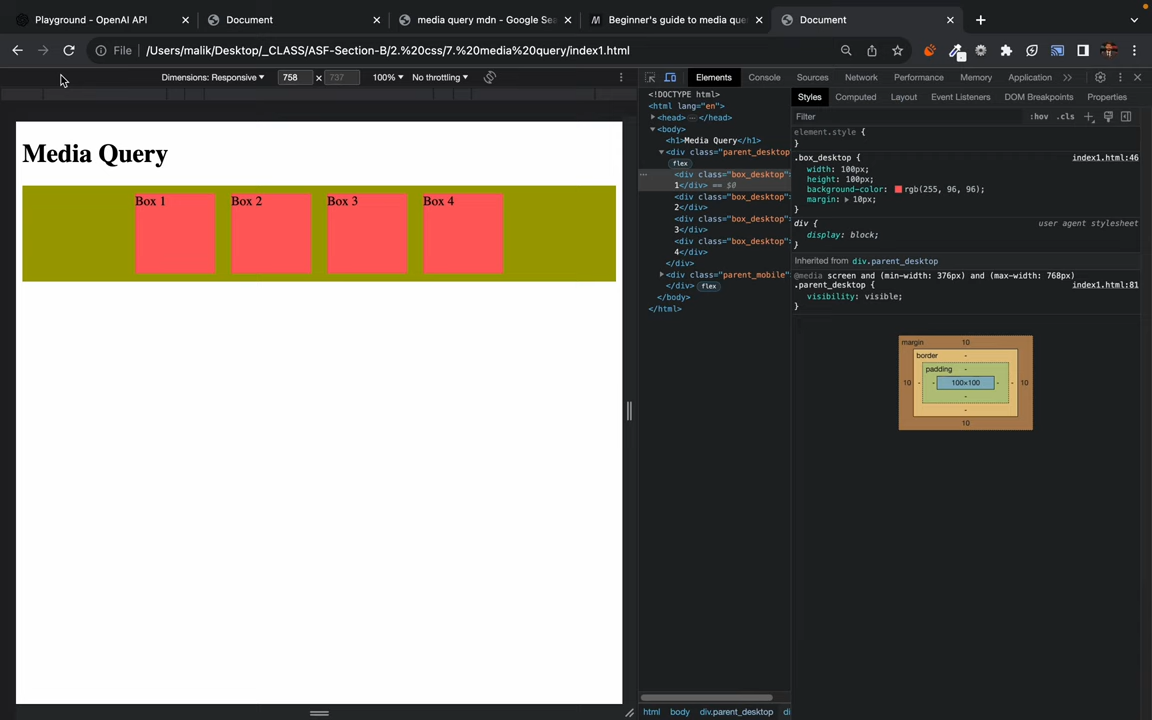 Playground - OpenAI API
Document
media query mdn - Google Sea
Beginner's guide to media que
Document
File
/Users/malik/Desktop/_CLASS/ASF-Section-B/2.%20css/7.%20media%20query/index1.html
Dimensions: Responsive
758
×
737
100%
No throttling
Elements
Console
Sources
Network
Performance
Memory
Application
Styles
Computed
Layout
Event Listeners
DOM Breakpoints
Properties
Filter
:hov
.cls
Media Query
Box 1
Box 2
Box 3
Box 4
<!DOCTYPE html>
<html lang="en">
<head> ⋯ </head>
<body>
<h1>Media Query</h1>
<div class="parent_desktop
flex
<div class="box_desktop">
1</div> == $0
<div class="box_desktop">
2</div>
<div class="box_desktop">
3</div>
<div class="box_desktop">
4</div>
</div>
<div class="parent_mobile">
</div>
flex
</body>
</html>
element.style {
}
.box_desktop {
index1.html:46
width: 100px;
height: 100px;
background-color: rgb(255, 96, 96);
margin: 10px;
}
div {
user agent stylesheet
display: block;
}
Inherited from div.parent_desktop
@media screen and (min-width: 376px) and (max-width: 768px)
.parent_desktop {
index1.html:81
visibility: visible;
}
margin
10
border
-
padding
-
10
-
-
100×100
-
-
10
-
-
10
html
body
div.parent_desktop
di